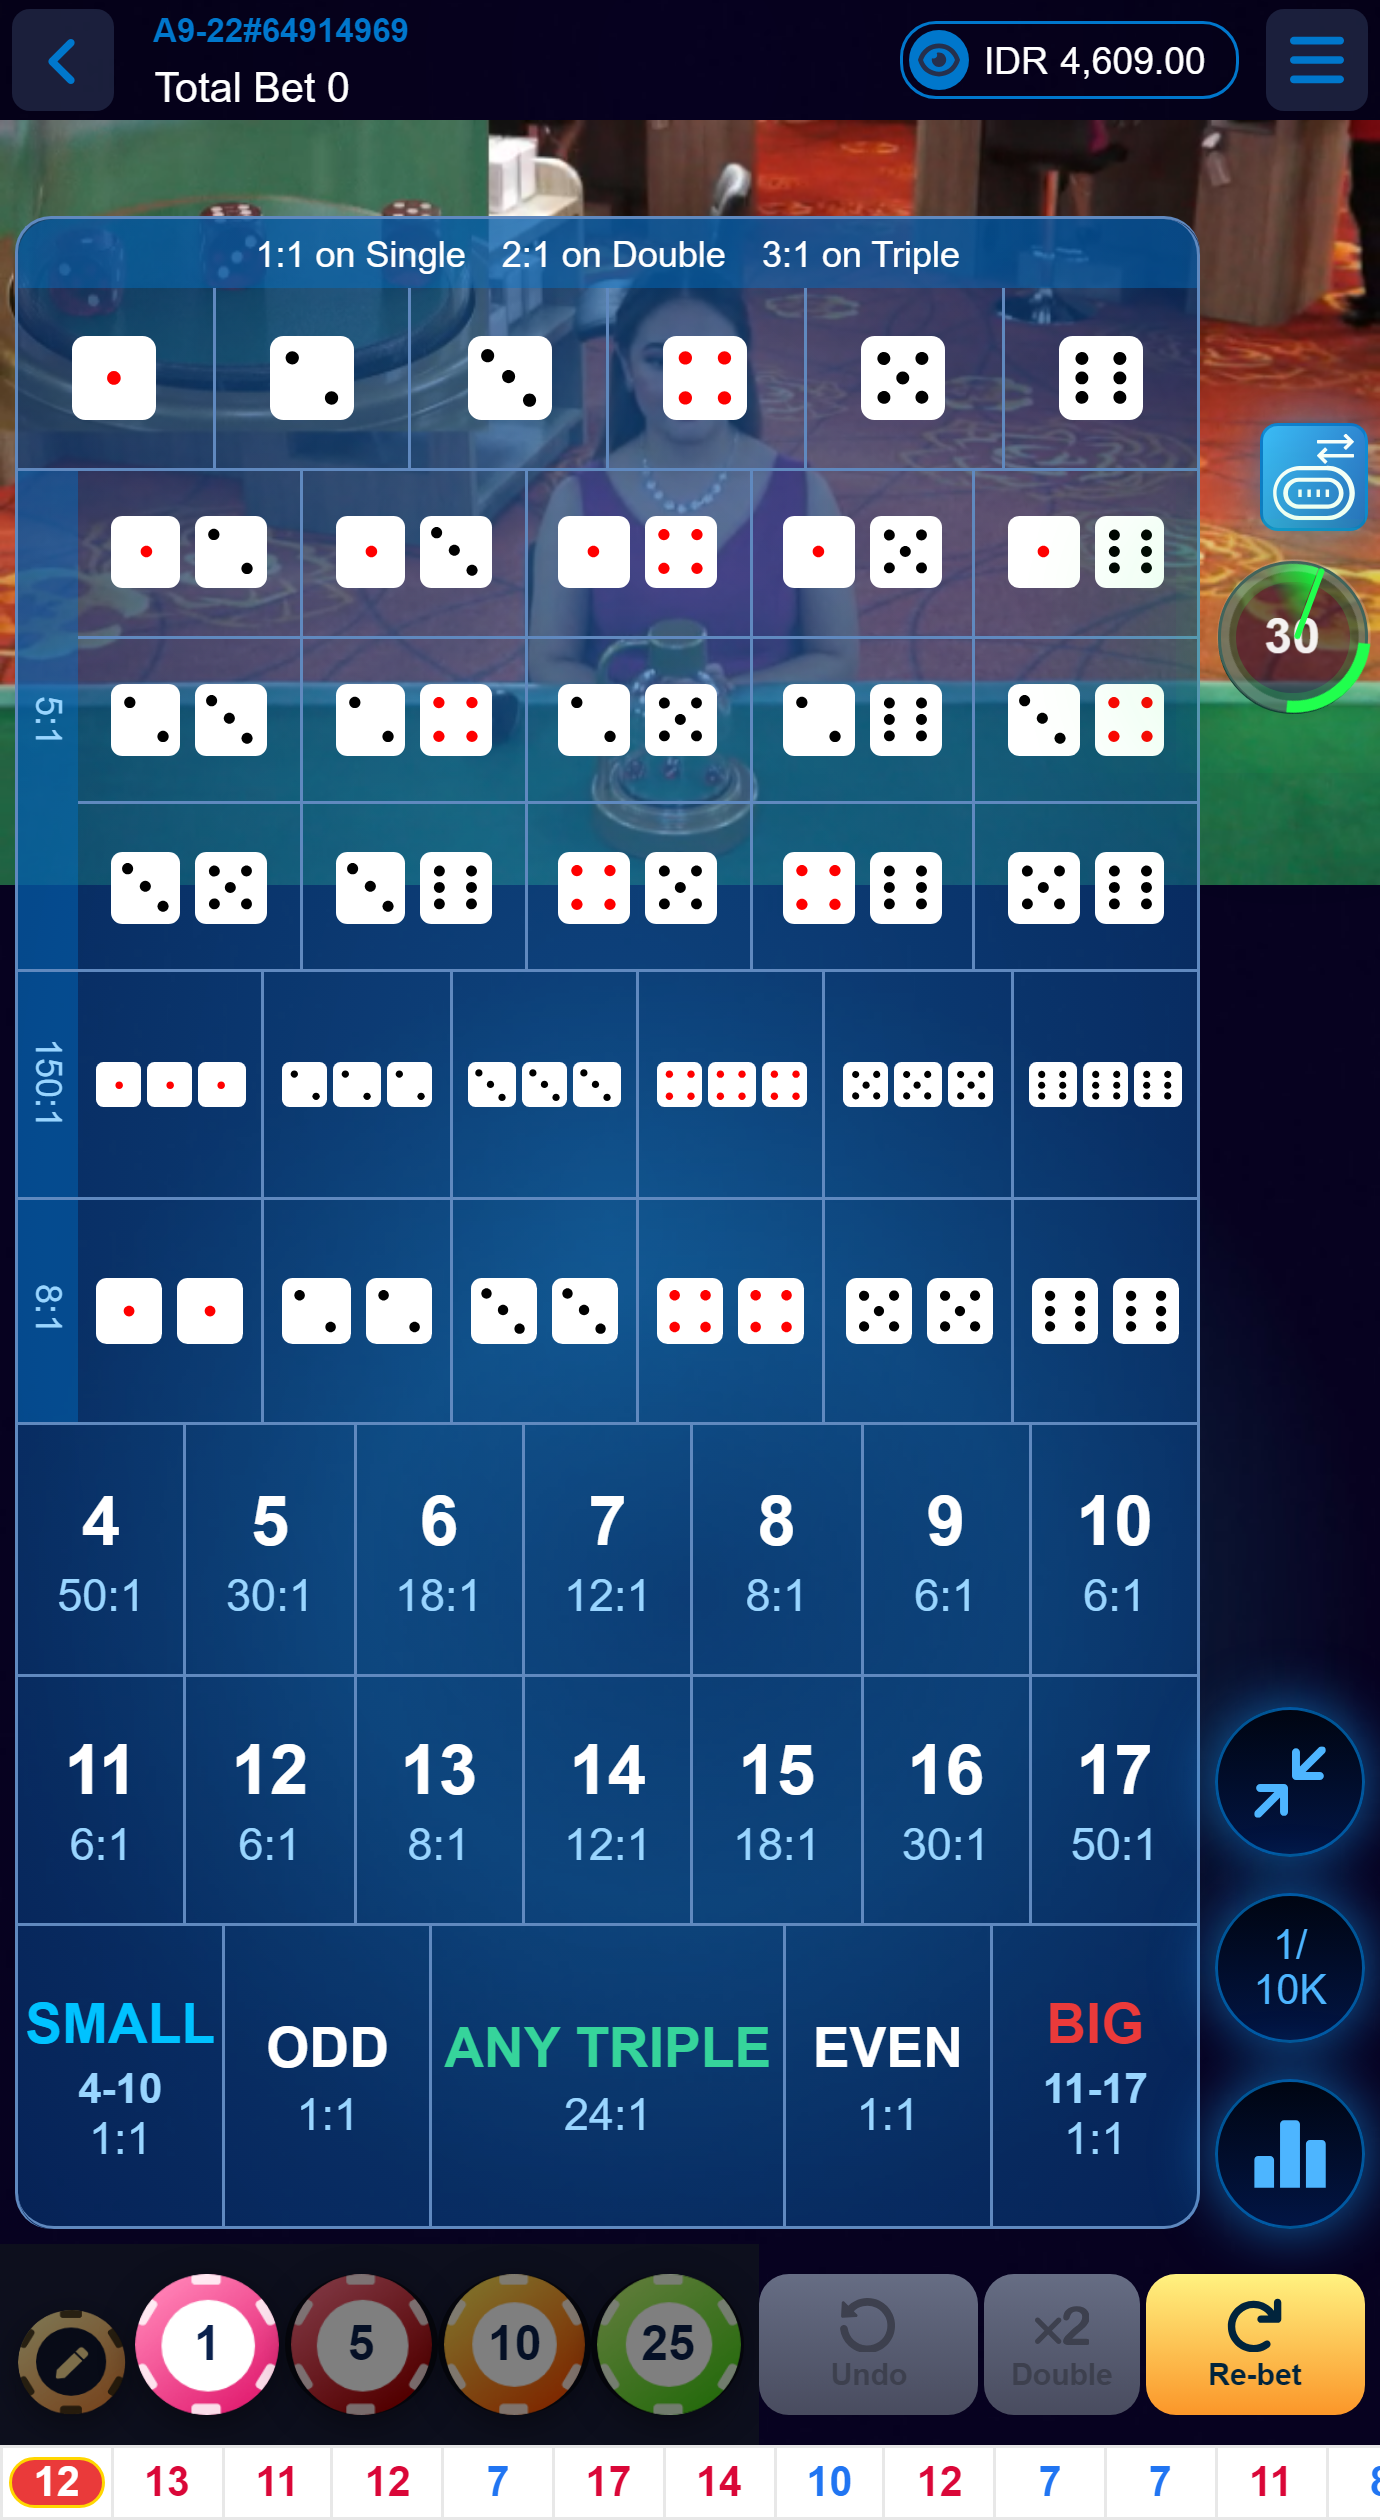 A9-22#64914969
Total Bet 0
IDR 4,609.00
1:1 on Single 2:1 on Double 3:1 on Triple
30
5:1
150:1
8:1
4 5 6 7 8 9 10
50:1 30:1 18:1 12:1 8:1 6:1 6:1
11 12 13 14 15 16 17
6:1 6:1 8:1 12:1 18:1 30:1 50:1
1/
10K
SMALL
4-10
1:1
ODD
1:1
ANY TRIPLE
24:1
EVEN
1:1
BIG
11-17
1:1
1 5 10 25
Undo
x2
Double
Re-bet
12 13 11 12 7 17 14 10 12 7 7 11